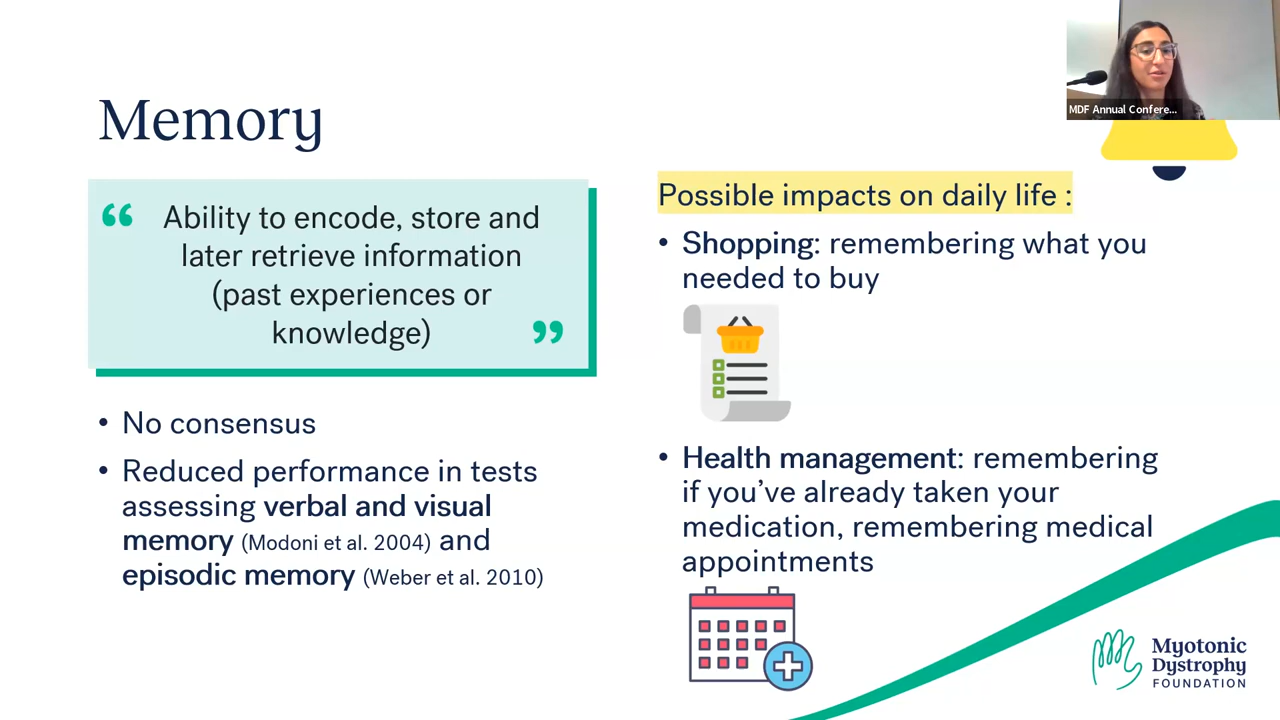 MDF Annual Confere...
Memory
“ Ability to encode, store and
later retrieve information
(past experiences or
knowledge) ”
• No consensus
• Reduced performance in tests
assessing verbal and visual
memory (Modoni et al. 2004) and
episodic memory (Weber et al. 2010)
Possible impacts on daily life :
• Shopping: remembering what you
needed to buy
• Health management: remembering
if you’ve already taken your
medication, remembering medical
appointments
Myotonic
Dystrophy
FOUNDATION